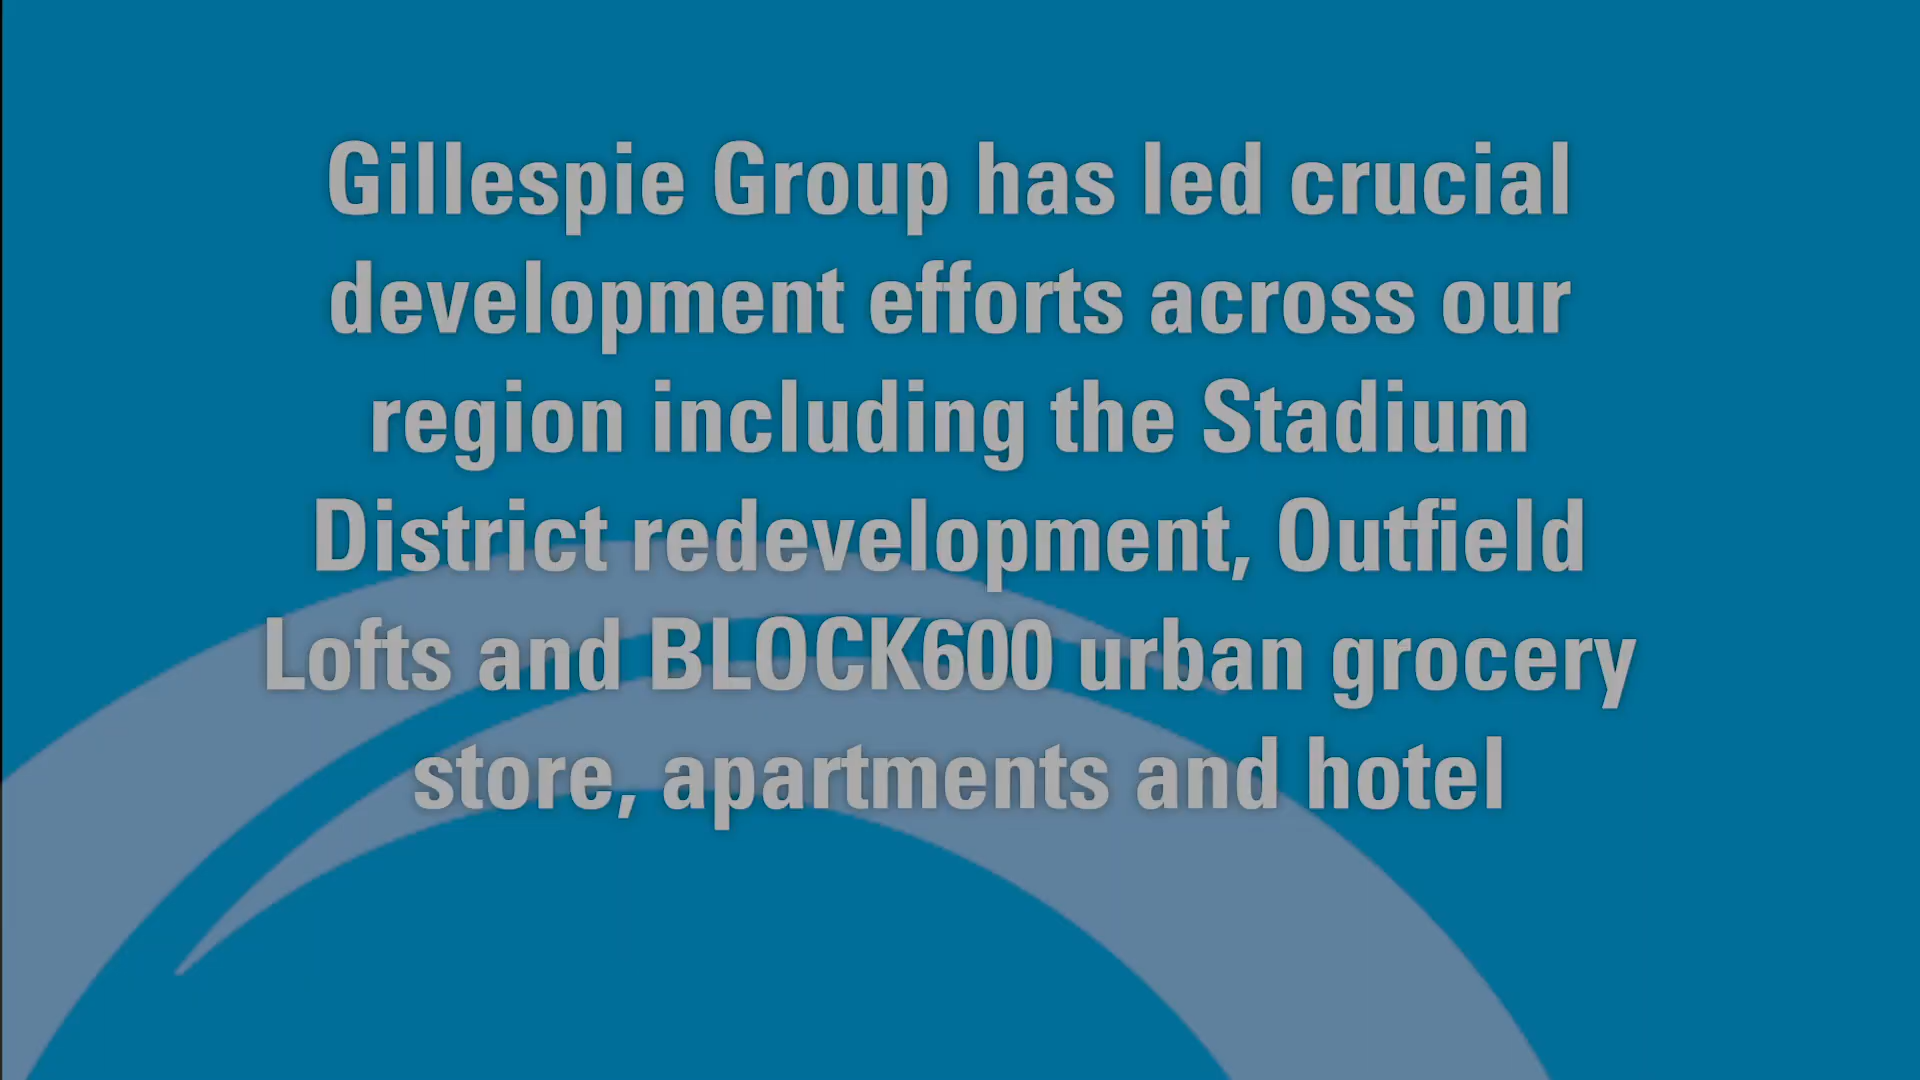 Gillespie Group has led crucial
development efforts across our
region including the Stadium
District redevelopment, Outfield
Lofts and BLOCK600 urban grocery
store, apartments and hotel